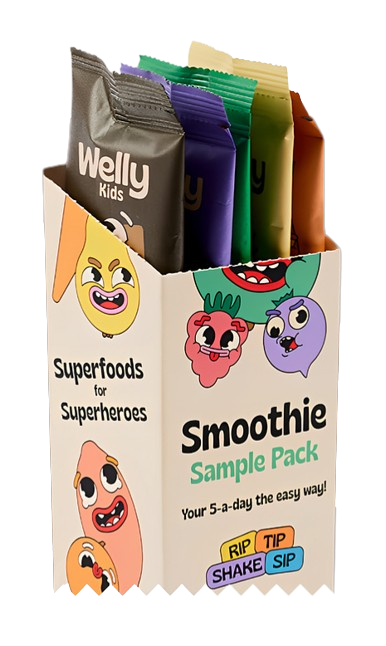 Welly
Kids
Superfoods
for
Superheroes
Smoothie
Sample Pack
Your 5-a-day the easy way!
RIP TIP
SHAKE SIP